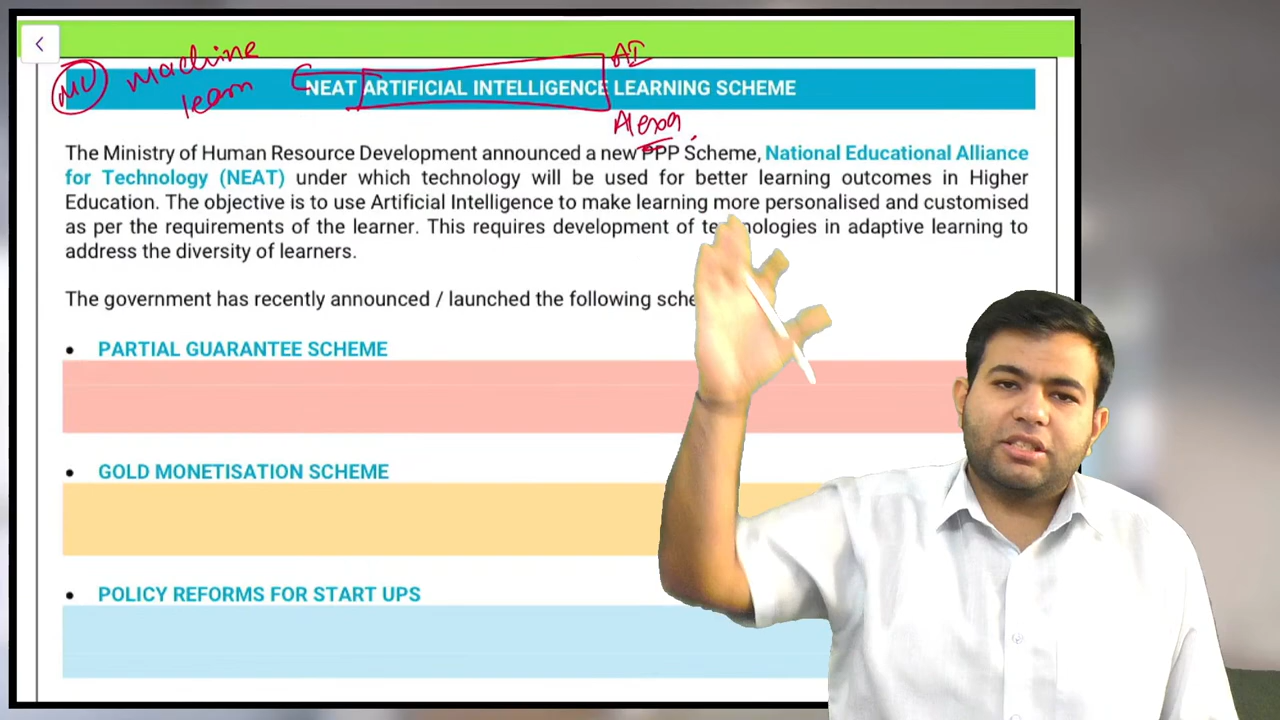 ML Machine
learn
AI
NEAT ARTIFICIAL INTELLIGENCE LEARNING SCHEME
Alexa
The Ministry of Human Resource Development announced a new PPP Scheme, National Educational Alliance
for Technology (NEAT) under which technology will be used for better learning outcomes in Higher
Education. The objective is to use Artificial Intelligence to make learning more personalised and customised
as per the requirements of the learner. This requires development of in adaptive learning to
address the diversity of learners.
The government has recently announced / launched the following
• PARTIAL GUARANTEE SCHEME
• GOLD MONETISATION SCHEME
• POLICY REFORMS FOR START UPS